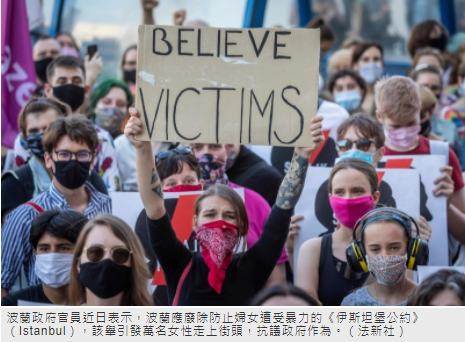 BELIEVE
VICTIMS
波蘭政府官員近日表示，波蘭應廢除防止婦女遭受暴力的《伊斯坦堡公約》
（Istanbul），該舉引發萬名女性走上街頭，抗議政府作為。（法新社）